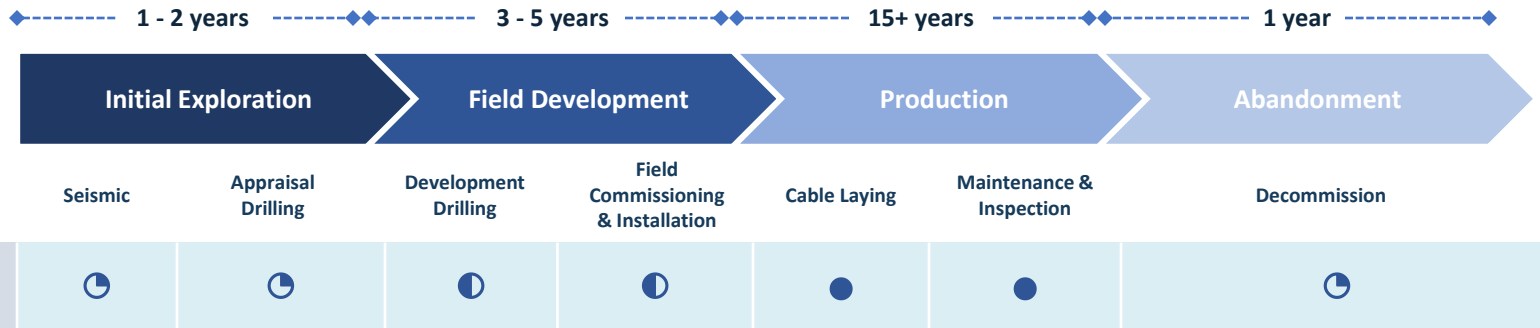 1 - 2 years
3 - 5 years
15+ years
1 year
Initial Exploration
Field Development
Production
Abandonment
Seismic
Appraisal
Drilling
Development
Drilling
Field
Commissioning
& Installation
Cable Laying
Maintenance &
Inspection
Decommission